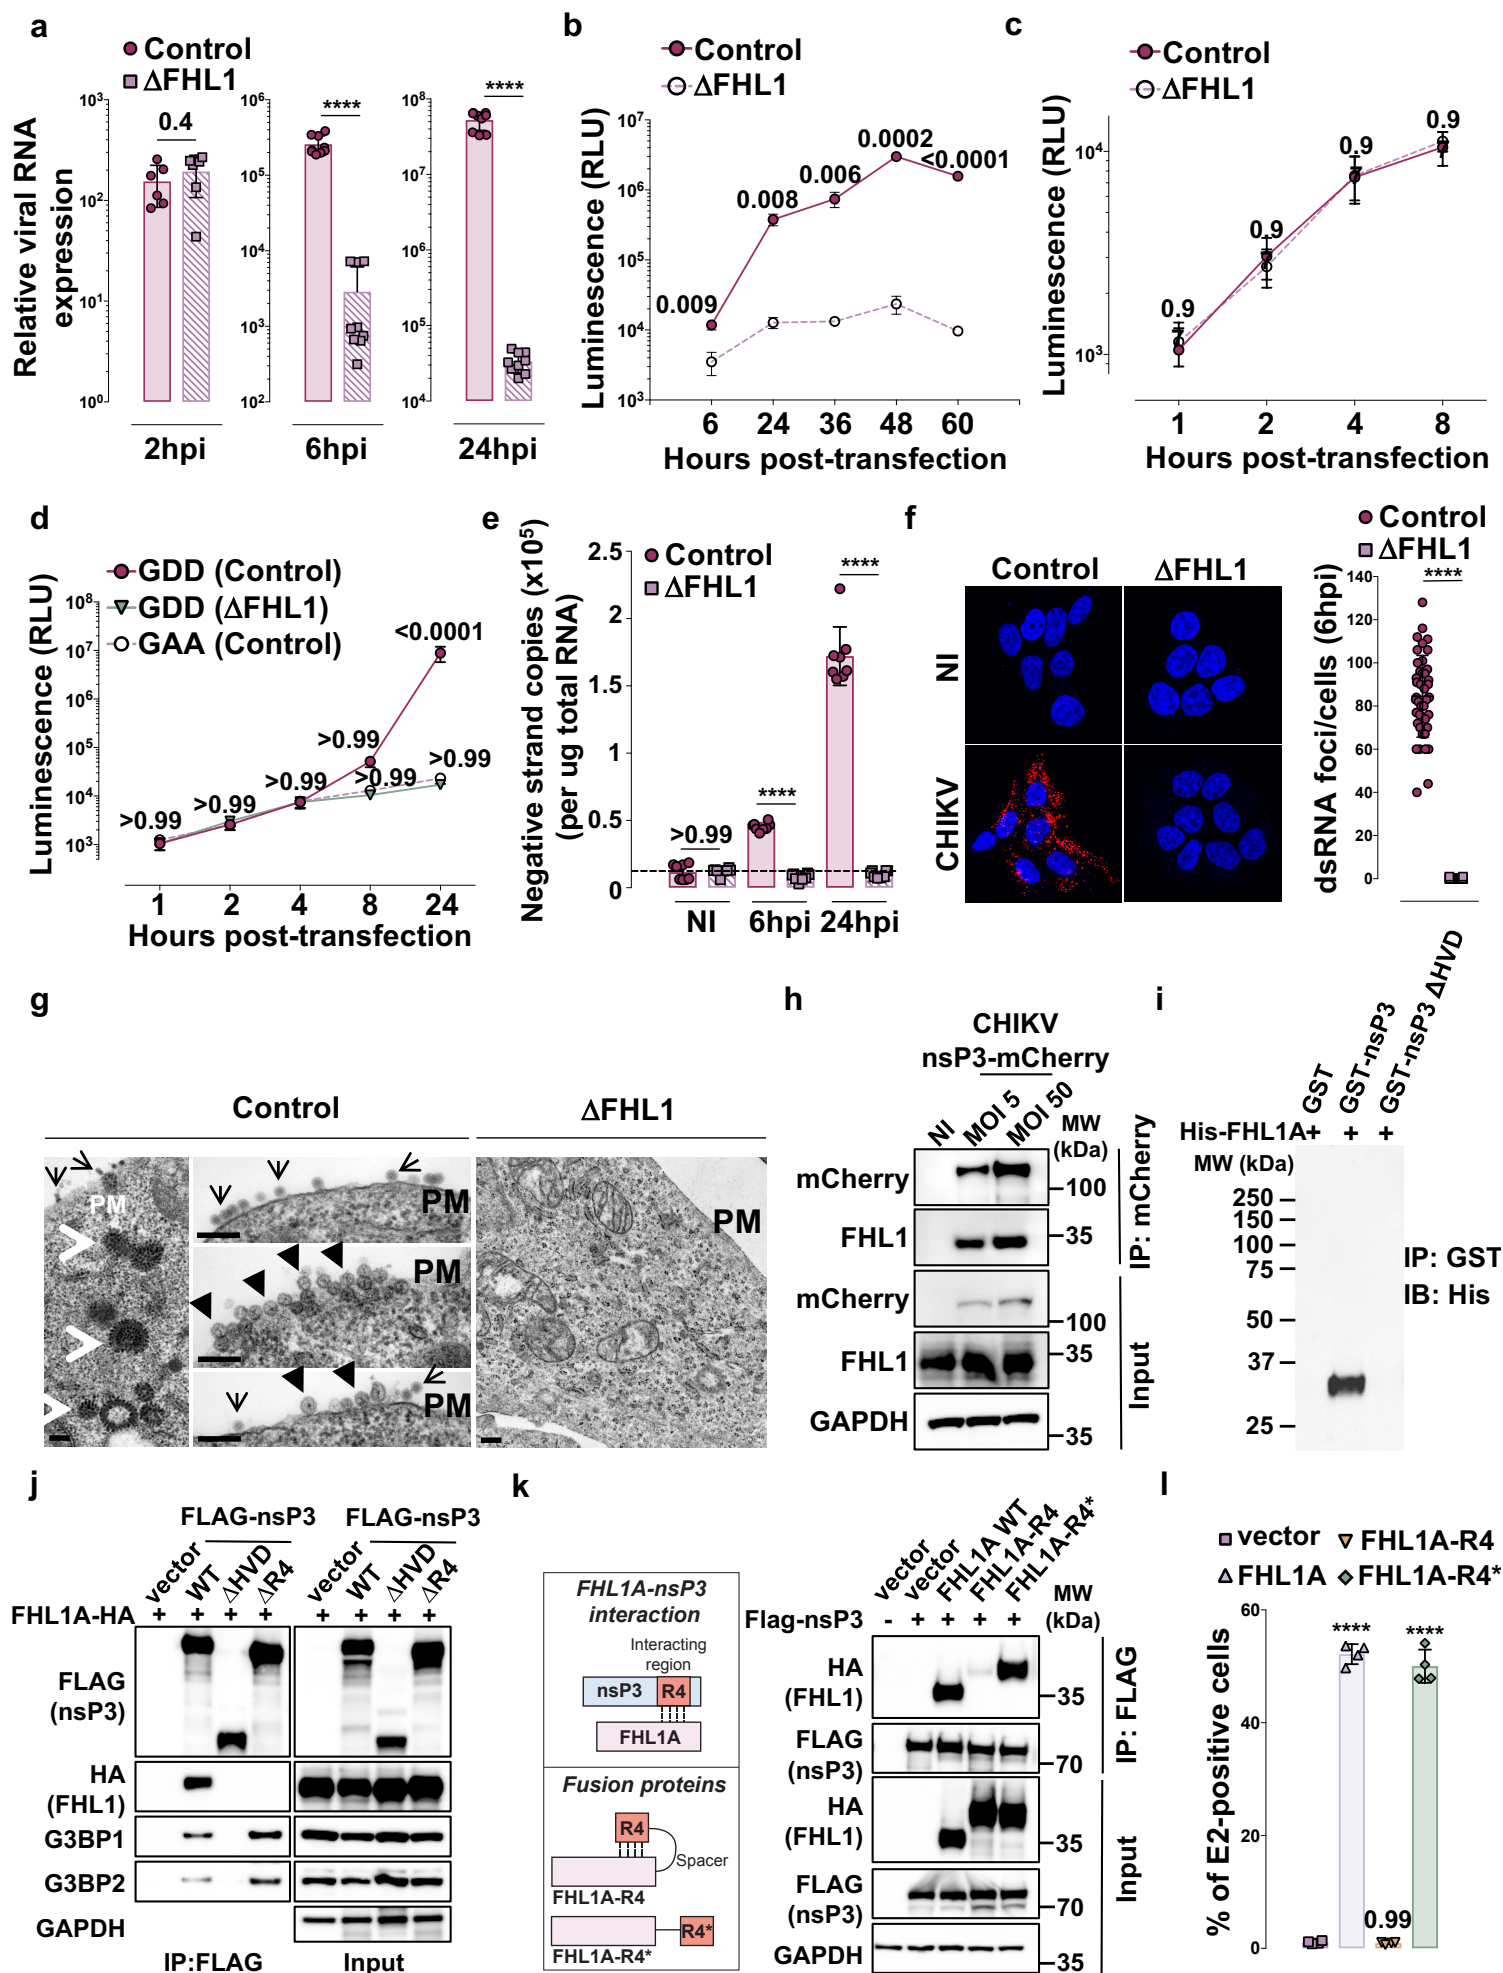 a
Control
ΔFHL1
Relative viral RNA
expression
10³
10²
10¹
10⁰
0.4
2hpi
10⁶
10⁵
10⁴
10³
10²
****
6hpi
10⁸
10⁷
10⁶
10⁵
10⁴
****
24hpi
b
Control
ΔFHL1
Luminescence (RLU)
10⁷
10⁶
10⁵
10⁴
10³
0.009
0.008
0.006
0.0002
<0.0001
6 24 36 48 60
Hours post-transfection
c
Control
ΔFHL1
Luminescence (RLU)
10⁴
10³
0.9
0.9
0.9
0.9
1 2 4 8
Hours post-transfection
d
GDD (Control)
GDD (ΔFHL1)
GAA (Control)
Luminescence (RLU)
10⁸
10⁷
10⁶
10⁵
10⁴
10³
>0.99
>0.99
>0.99
>0.99
>0.99
<0.0001
>0.99
1 2 4 8 24
Hours post-transfection
e
Negative strand copies (x10⁵)
(per ug total RNA)
Control
ΔFHL1
2.5
2
1.5
1
0.5
0
>0.99
****
****
NI 6hpi 24hpi
f
Control ΔFHL1
NI
CHIKV
Control
ΔFHL1
dsRNA foci/cells (6hpi)
140
120
100
80
60
40
20
0
****
g
Control ΔFHL1
PM
PM
PM
PM
PM
h
CHIKV
nsP3-mCherry
NI MOI 5 MOI 50
MW
(kDa)
mCherry
100
FHL1
35
IP: mCherry
mCherry
100
FHL1
35
GAPDH
35
Input
i
GST GST-nsP3 GST-nsP3 ΔHVD
His-FHL1A + + +
MW (kDa)
250
150
100
75
50
37
25
IP: GST
IB: His
j
FLAG-nsP3 FLAG-nsP3
vector WT ΔHVD ΔR4 vector WT ΔHVD ΔR4
FHL1A-HA + + + + + + + +
FLAG
(nsP3)
HA
(FHL1)
G3BP1
G3BP2
GAPDH
IP:FLAG Input
k
FHL1A-nsP3
interaction
Interacting
region
nsP3 R4
FHL1A
Fusion proteins
R4
Spacer
FHL1A-R4
R4*
FHL1A-R4*
vector vector FHL1A WT FHL1A-R4 FHL1A-R4*
Flag-nsP3 - + + + +
MW
(kDa)
HA
(FHL1)
35
FLAG
(nsP3)
70
IP: FLAG
HA
(FHL1)
35
FLAG
(nsP3)
70
GAPDH
35
Input
l
vector FHL1A-R4
FHL1A FHL1A-R4*
% of E2-positive cells
60
40
20
0
****
0.99
****